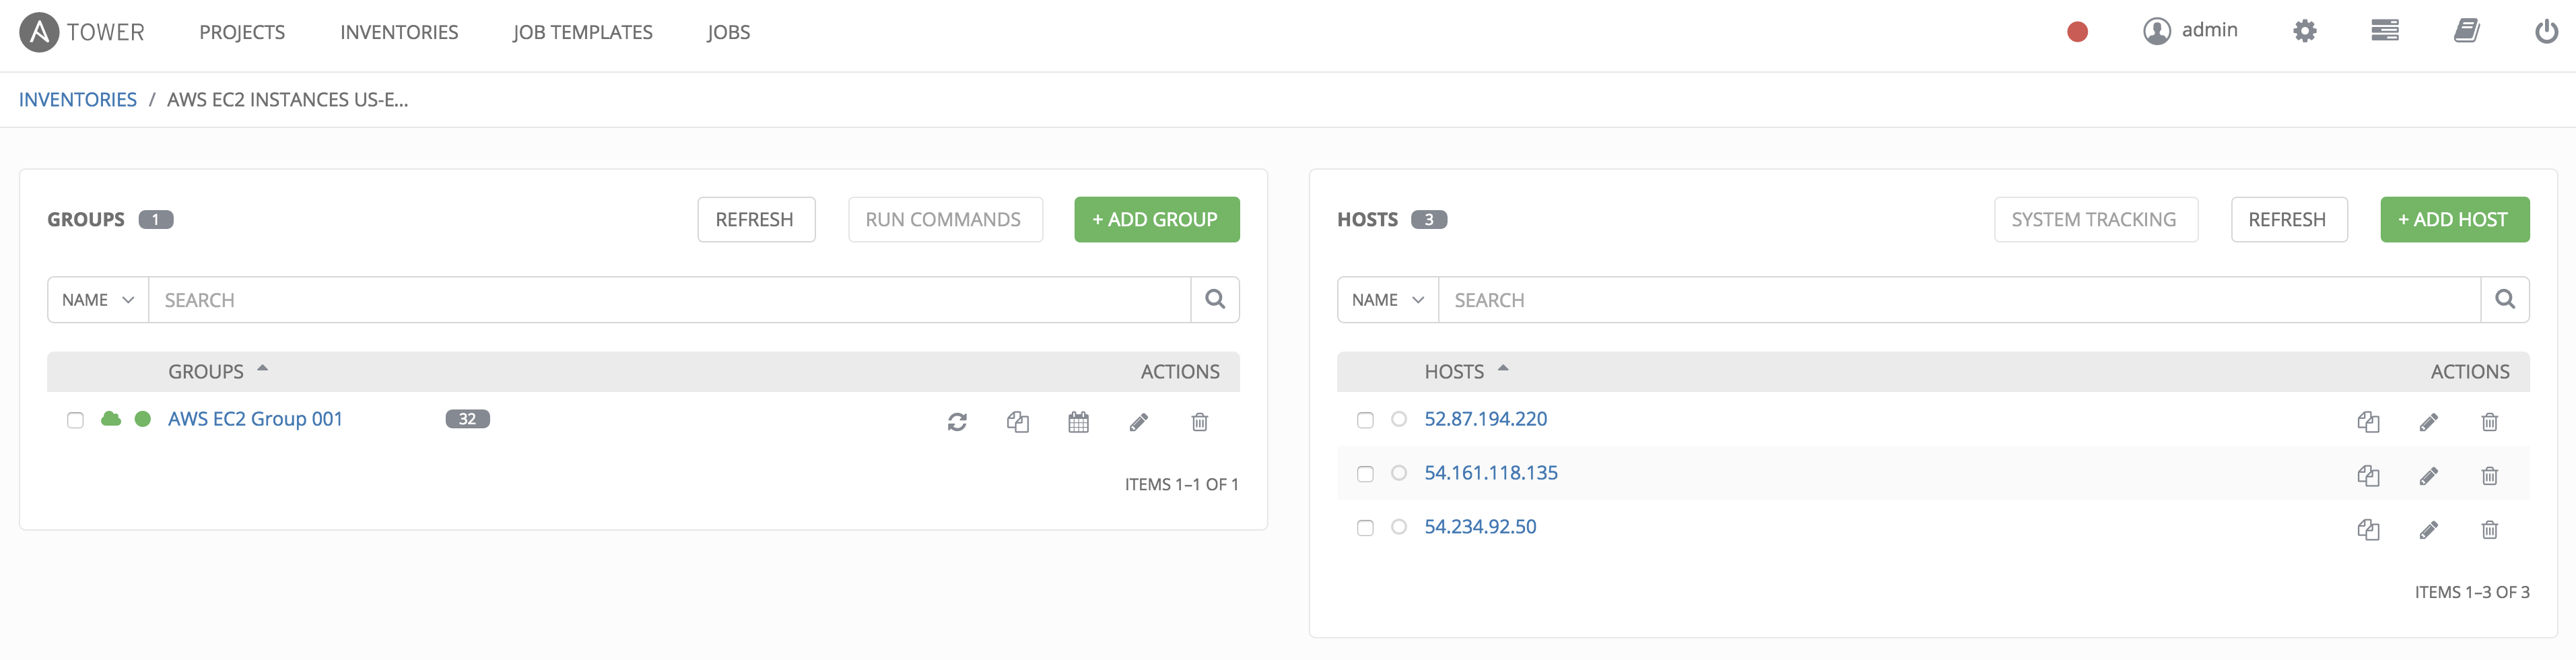 TOWER PROJECTS INVENTORIES JOB TEMPLATES JOBS admin
INVENTORIES / AWS EC2 INSTANCES US-E...
GROUPS 1 REFRESH RUN COMMANDS + ADD GROUP
NAME SEARCH
GROUPS ACTIONS
AWS EC2 Group 001 32
ITEMS 1–1 OF 1
HOSTS 3 SYSTEM TRACKING REFRESH + ADD HOST
NAME SEARCH
HOSTS ACTIONS
52.87.194.220
54.161.118.135
54.234.92.50
ITEMS 1–3 OF 3